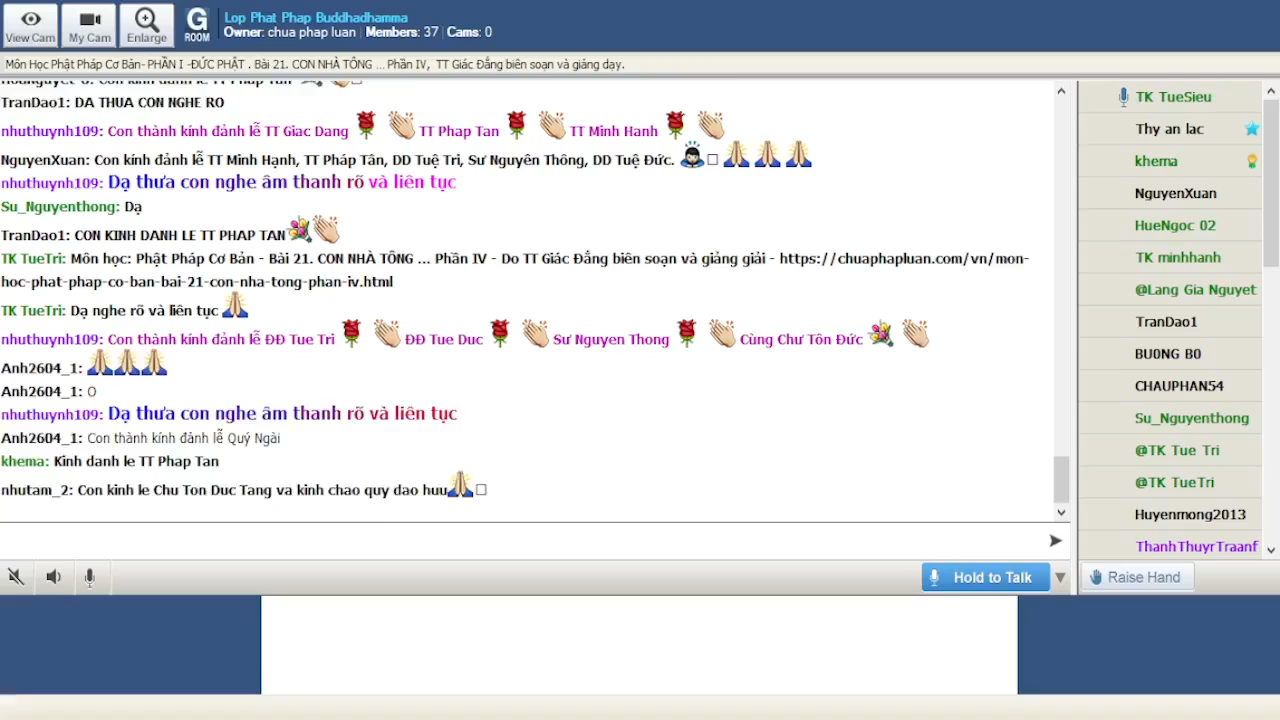 Lop Phat Phap Buddhadhamma
Owner: chua phap luan | Members: 37 | Cams: 0
View Cam
My Cam
Enlarge
G ROOM
Môn Học Phật Pháp Cơ Bản- PHẦN I -ĐỨC PHẬT . Bài 21. CON NHÀ TÔNG ... Phần IV, TT Giác Đẳng biên soạn và giảng dạy.
TranDao1: DA THUA CON NGHE RO
nhuthuynh109: Con thành kính đảnh lễ TT Giac Dang TT Phap Tan TT Minh Hanh
NguyenXuan: Con kính đảnh lễ TT Minh Hạnh, TT Pháp Tân, DD Tuệ Tri, Sư Nguyên Thông, DD Tuệ Đức.
nhuthuynh109: Dạ thưa con nghe âm thanh rõ và liên tục
Su_Nguyenthong: Dạ
TranDao1: CON KINH DANH LE TT PHAP TAN
TK TueTri: Môn học: Phật Pháp Cơ Bản - Bài 21. CON NHÀ TÔNG ... Phần IV - Do TT Giác Đẳng biên soạn và giảng giải - https://chuaphapluan.com/vn/mon-
hoc-phat-phap-co-ban-bai-21-con-nha-tong-phan-iv.html
TK TueTri: Dạ nghe rõ và liên tục
nhuthuynh109: Con thành kính đảnh lễ ĐĐ Tue Tri ĐĐ Tue Duc Sư Nguyen Thong Cùng Chư Tôn Đức
Anh2604_1:
Anh2604_1: O
nhuthuynh109: Dạ thưa con nghe âm thanh rõ và liên tục
Anh2604_1: Con thành kính đảnh lễ Quý Ngài
khema: Kinh danh le TT Phap Tan
nhutam_2: Con kinh le Chu Ton Duc Tang va kinh chao quy dao huu
Hold to Talk
TK TueSieu
Thy an lac
khema
NguyenXuan
HueNgoc 02
TK minhhanh
@Lang Gia Nguyet
TranDao1
BU0NG B0
CHAUPHAN54
Su_Nguyenthong
@TK Tue Tri
@TK TueTri
Huyenmong2013
ThanhThuyrTraanf
Raise Hand